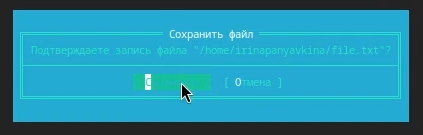 Сохранить файл
Подтверждаете запись файла "/home/irinapanyavkina/file.txt"?
[ Отмена ]